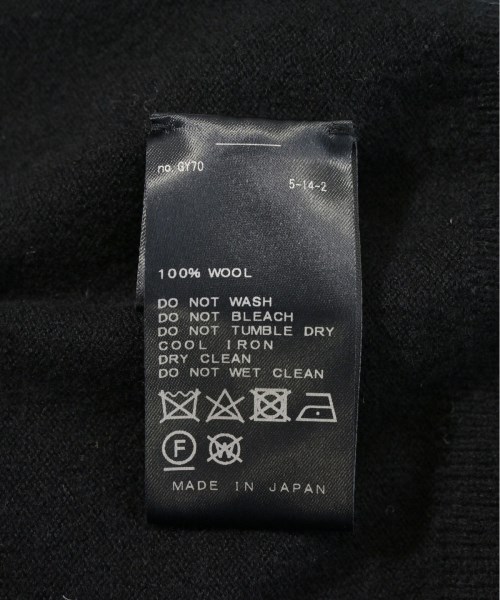 no. GY70
5-14-2
100% WOOL
DO NOT WASH
DO NOT BLEACH
DO NOT TUMBLE DRY
COOL IRON
DRY CLEAN
DO NOT WET CLEAN
F W
MADE IN JAPAN